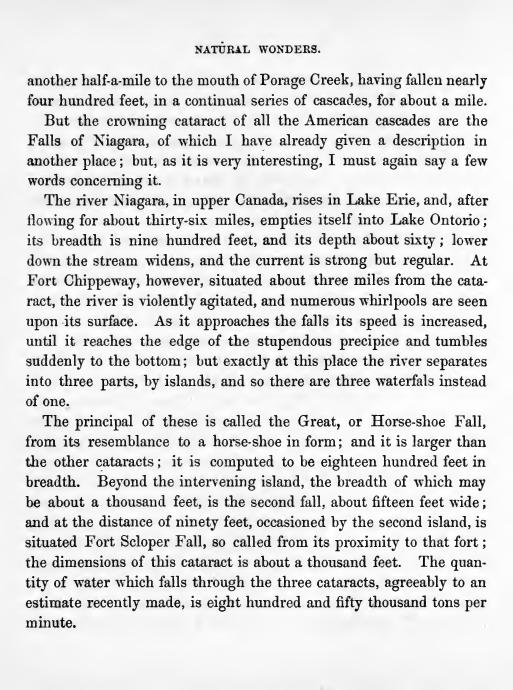 NATURAL WONDERS.
another half-a-mile to the mouth of Porage Creek, having fallen nearly
four hundred feet, in a continual series of cascades, for about a mile.
But the crowning cataract of all the American cascades are the
Falls of Niagara, of which I have already given a description in
another place; but, as it is very interesting, I must again say a few
words concerning it.
The river Niagara, in upper Canada, rises in Lake Erie, and, after
flowing for about thirty-six miles, empties itself into Lake Ontorio;
its breadth is nine hundred feet, and its depth about sixty; lower
down the stream widens, and the current is strong but regular. At
Fort Chippeway, however, situated about three miles from the cata-
ract, the river is violently agitated, and numerous whirlpools are seen
upon its surface. As it approaches the falls its speed is increased,
until it reaches the edge of the stupendous precipice and tumbles
suddenly to the bottom; but exactly at this place the river separates
into three parts, by islands, and so there are three waterfals instead
of one.
The principal of these is called the Great, or Horse-shoe Fall,
from its resemblance to a horse-shoe in form; and it is larger than
the other cataracts; it is computed to be eighteen hundred feet in
breadth. Beyond the intervening island, the breadth of which may
be about a thousand feet, is the second fall, about fifteen feet wide;
and at the distance of ninety feet, occasioned by the second island, is
situated Fort Scloper Fall, so called from its proximity to that fort;
the dimensions of this cataract is about a thousand feet. The quan-
tity of water which falls through the three cataracts, agreeably to an
estimate recently made, is eight hundred and fifty thousand tons per
minute.